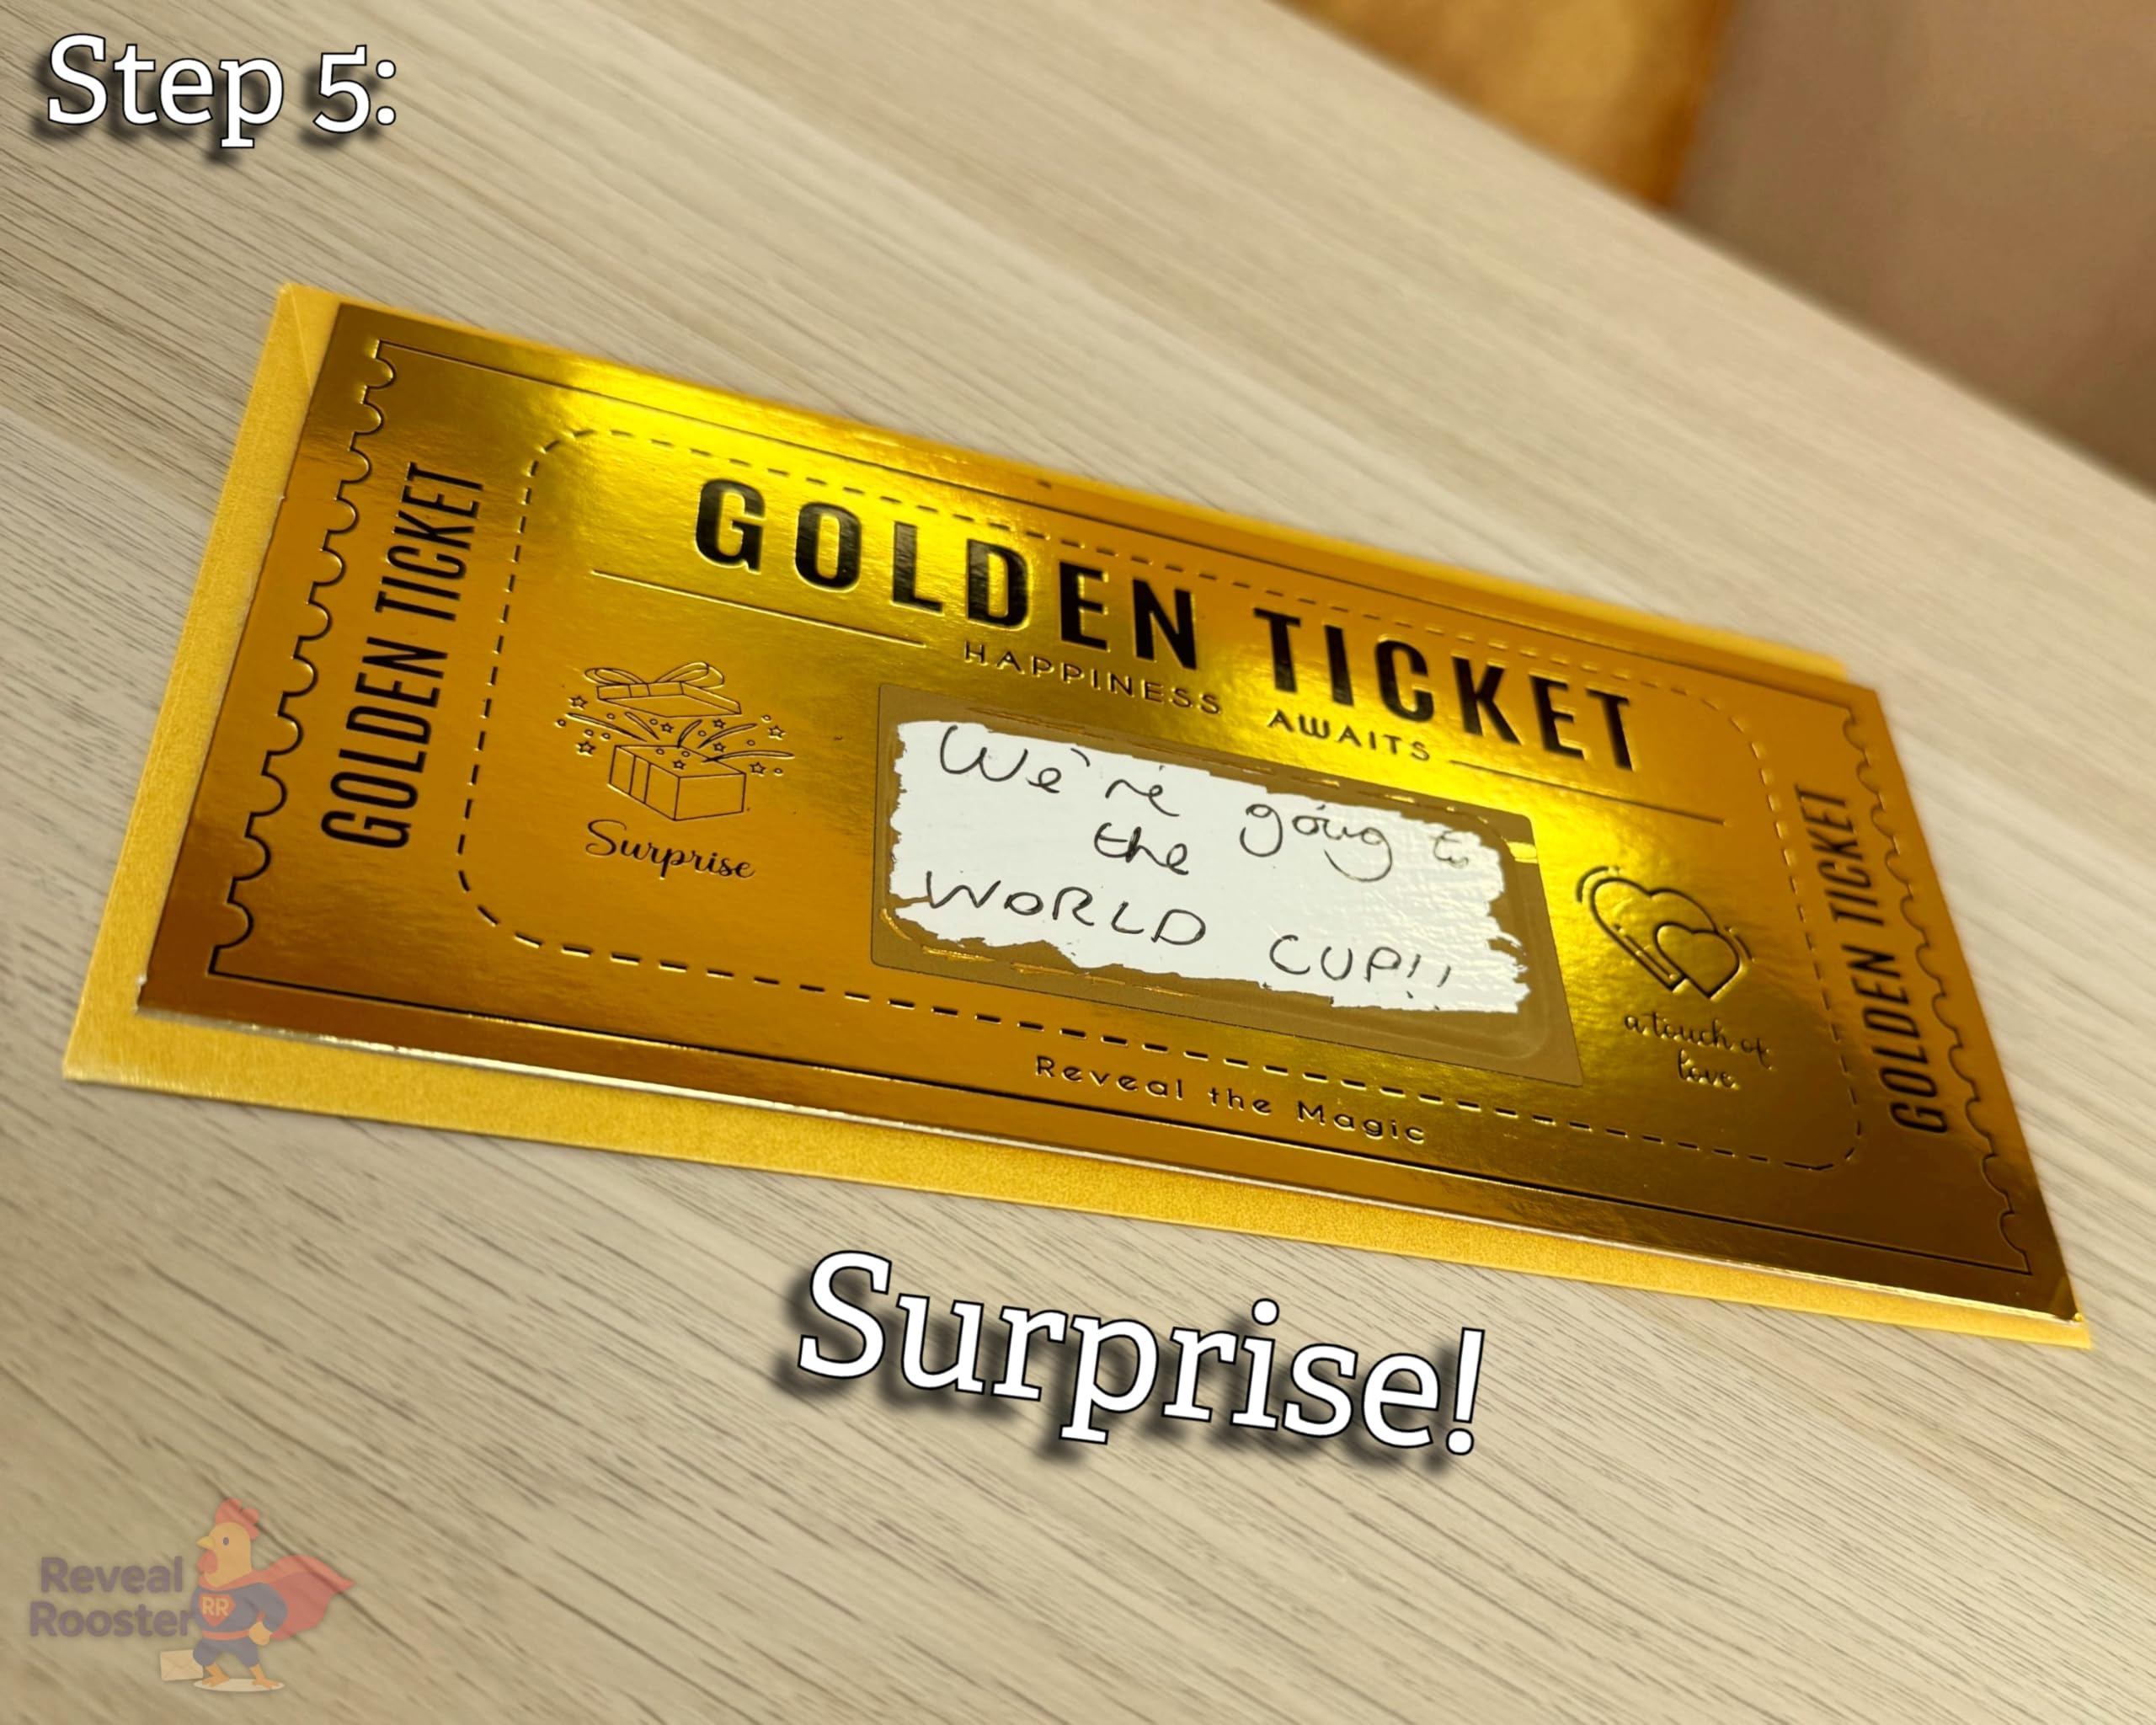 Step 5:
GOLDEN TICKET
GOLDEN TICKET
HAPPINESS AWAITS
Surprise
We're going to
the
WORLD CUP!!
a touch of
love
GOLDEN TICKET
Reveal the Magic
Surprise!
Reveal
Rooster
RR